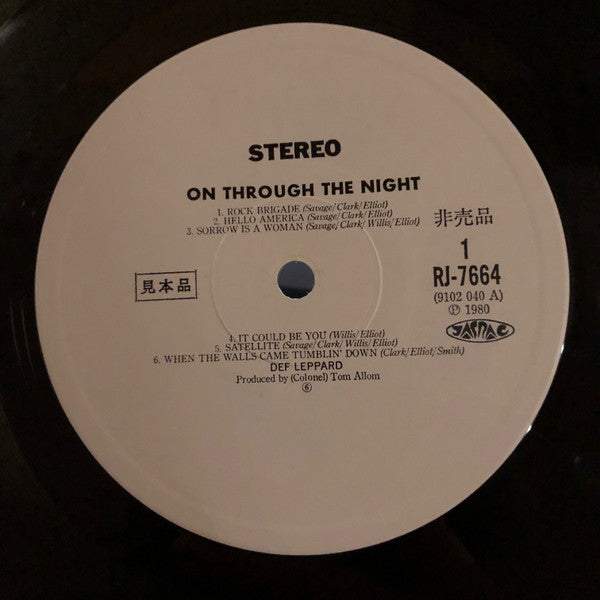 STEREO
ON THROUGH THE NIGHT
1. ROCK BRIGADE (Savage/Clark/Elliot)
2. HELLO AMERICA (Savage/Clark/Elliot)
3. SORROW IS A WOMAN (Savage/Clark/Willis/Elliot)
非売品
1
RJ-7664
(9102 040 A)
Ⓟ 1980
JASRAC
見本品
4. IT COULD BE YOU (Willis/Elliot)
5. SATELLITE (Savage/Clark/Willis/Elliot)
6. WHEN THE WALLS CAME TUMBLIN' DOWN (Clark/Elliot/Smith)
DEF LEPPARD
Produced by (Colonel) Tom Allom
⑥